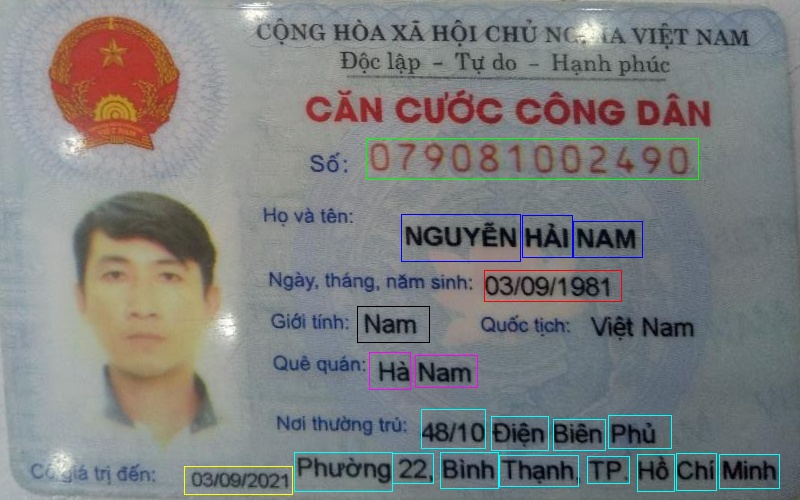 CỘNG HÒA XÃ HỘI CHỦ NGHĨA VIỆT NAM
Độc lập - Tự do - Hạnh phúc
CĂN CƯỚC CÔNG DÂN
Số: 079081002490
Họ và tên: NGUYỄN HẢI NAM
Ngày, tháng, năm sinh: 03/09/1981
Giới tính: Nam Quốc tịch: Việt Nam
Quê quán: Hà Nam
Nơi thường trú: 48/10 Điện Biên Phủ
Có giá trị đến: 03/09/2021 Phường 22, Bình Thạnh, TP. Hồ Chí Minh